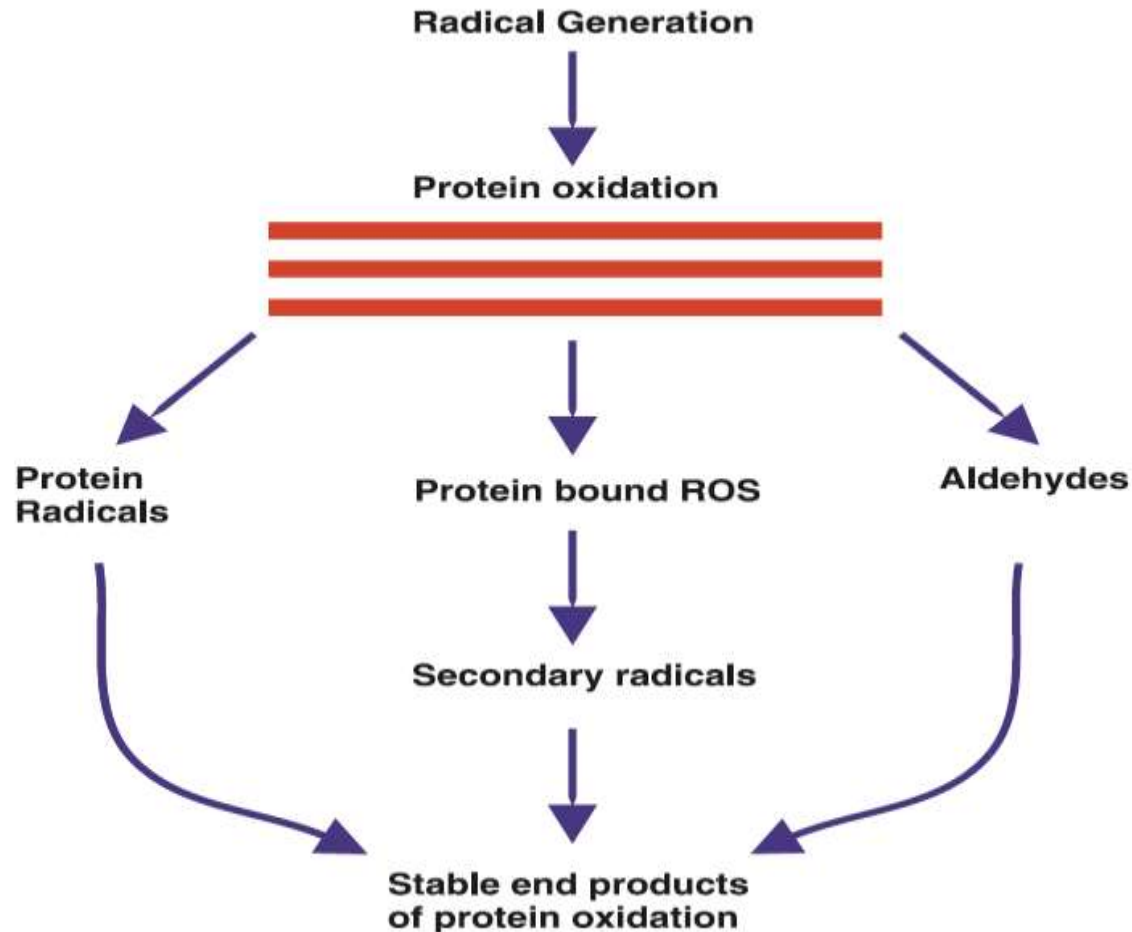 Radical Generation
Protein oxidation
Protein
Radicals
Protein bound ROS
Aldehydes
Secondary radicals
Stable end products
of protein oxidation